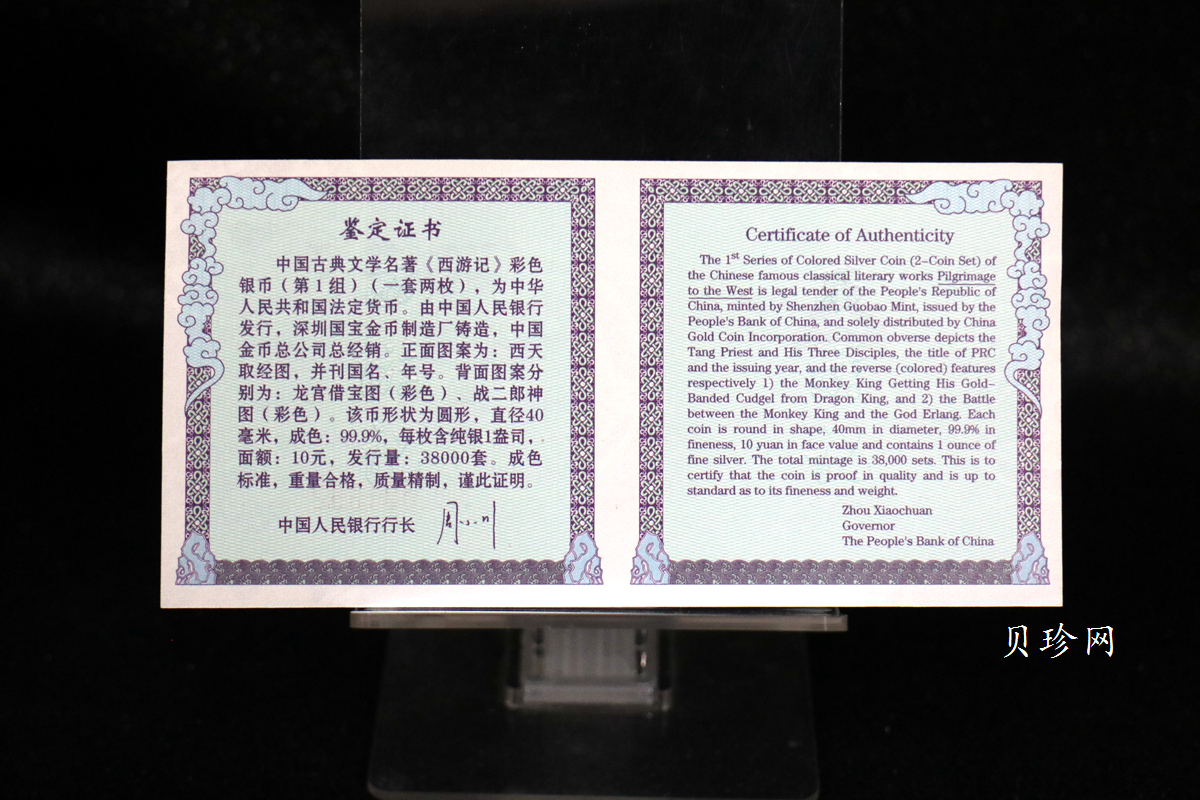 鉴定证书
中国古典文学名著《西游记》彩色
银币（第1组）（一套两枚），为中华
人民共和国法定货币。由中国人民银行
发行，深圳国宝金币制造厂铸造，中国
金币总公司总经销。正面图案为：西天
取经图，并刊国名、年号。背面图案分
别为：龙宫借宝图（彩色）、战二郎神
图（彩色）。该币形状为圆形，直径40
毫米，成色：99.9%，每枚含纯银1盎司，
面额：10元，发行量：38000套。成色
标准，重量合格，质量精制，谨此证明。
中国人民银行行长 周小川
Certificate of Authenticity
The 1st Series of Colored Silver Coin (2-Coin Set) of
the Chinese famous classical literary works Pilgrimage
to the West is legal tender of the People's Republic of
China, minted by Shenzhen Guobao Mint, issued by the
People's Bank of China, and solely distributed by China
Gold Coin Incorporation. Common obverse depicts the
Tang Priest and His Three Disciples, the title of PRC
and the issuing year, and the reverse (colored) features
respectively 1) the Monkey King Getting His Gold-
Banded Cudgel from Dragon King, and 2) the Battle
between the Monkey King and the God Erlang. Each
coin is round in shape, 40mm in diameter, 99.9% in
fineness, 10 yuan in face value and contains 1 ounce of
fine silver. The total mintage is 38,000 sets. This is to
certify that the coin is proof in quality and is up to
standard as to its fineness and weight.
Zhou Xiaochuan
Governor
The People's Bank of China
贝珍网